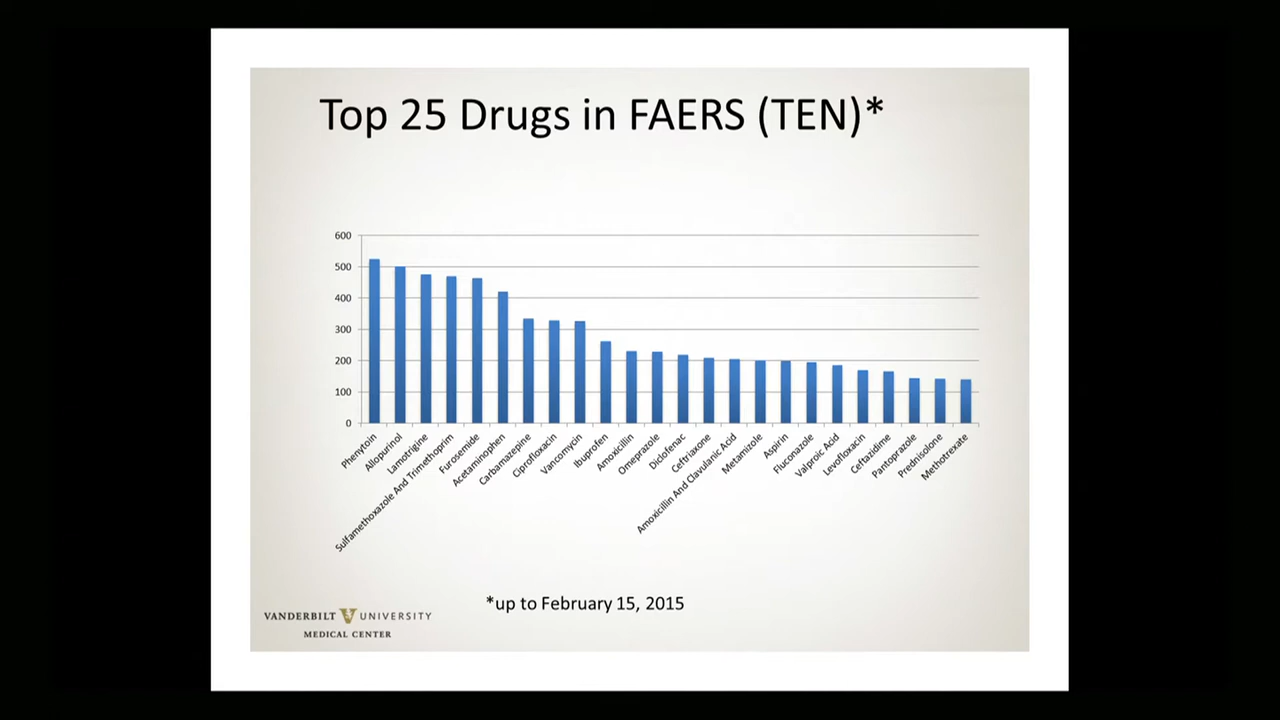 Top 25 Drugs in FAERS (TEN)*
600
500
400
300
200
100
0
Phenytoin
Allopurinol
Lamotrigine
Sulfamethoxazole And Trimethoprim
Furosemide
Acetaminophen
Carbamazepine
Ciprofloxacin
Vancomycin
Ibuprofen
Amoxicillin
Omeprazole
Diclofenac
Ceftriaxone
Amoxicillin And Clavulanic Acid
Metamizole
Aspirin
Fluconazole
Valproic Acid
Levofloxacin
Ceftazidime
Pantoprazole
Prednisolone
Methotrexate
*up to February 15, 2015
VANDERBILT V UNIVERSITY
MEDICAL CENTER